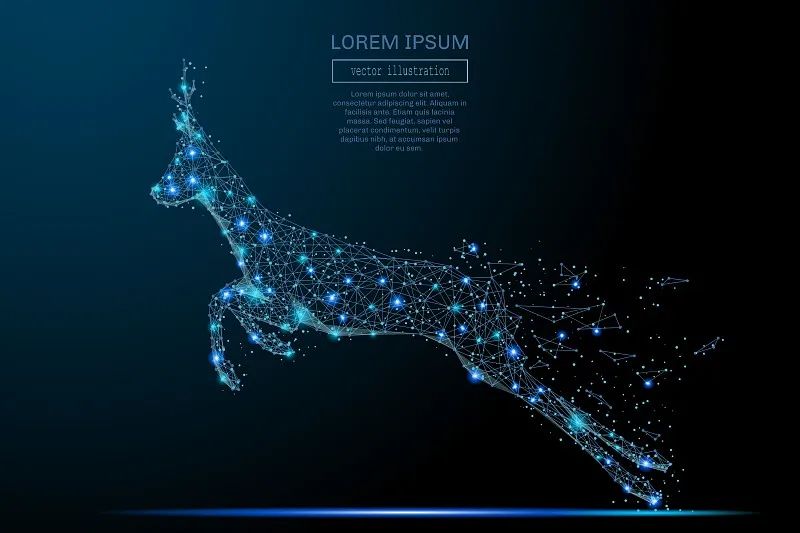 LOREM IPSUM
vector illustration
Lorem ipsum dolor sit amet,
consectetur adipiscing elit. Aliquam in
facilisis ante. Etiam quis lacinia
massa. Sed feugiat, sapien vel
placerat condimentum, velit turpis
dapibus nibh, at accumsan ipsum
dolor eu sem.